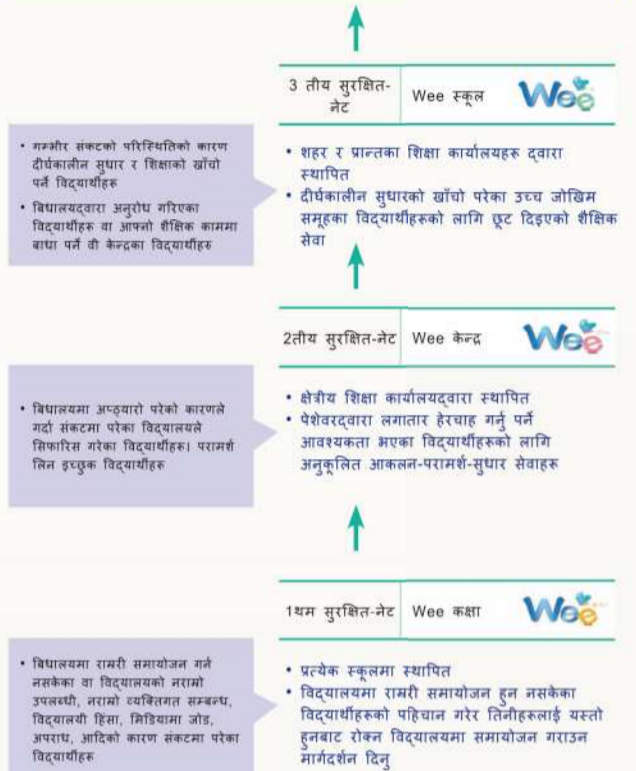 3 तीय सुरक्षित-
नेट
Wee स्कूल
Wee
• गम्भीर संकटको परिस्थितिको कारण
दीर्घकालीन सुधार र शिक्षाको खाँचो
पर्ने विद्यार्थीहरू
• बिधालयद्वारा अनुरोध गरिएका
विद्यार्थीहरू वा आफ्नो शैक्षिक काममा
बाधा पर्ने वी केन्द्रका विद्यार्थीहरु
• शहर र प्रान्तका शिक्षा कार्यालयहरू द्वारा
स्थापित
• दीर्घकालीन सुधारको खाँचो परेका उच्च जोखिम
समूहका विद्यार्थीहरूको लागि छूट दिइएको शैक्षिक
सेवा
2तीय सुरक्षित-नेट
Wee केन्द्र
Wee
• बिधालयमा अप्ठ्यारो परेको कारणले
गर्दा संकटमा परेका विद्यालयले
सिफारिस गरेका विद्यार्थीहरू। परामर्श
लिन इच्छुक विद्यार्थीहरू
• क्षेत्रीय शिक्षा कार्यालयद्वारा स्थापित
• पेशेवरद्वारा लगातार हेरचाह गर्नु पर्ने
आवश्यकता भएका विद्यार्थीहरूको लागि
अनुकूलित आकलन-परामर्श-सुधार सेवाहरू
1थम सुरक्षित-नेट
Wee कक्षा
Wee
• बिधालयमा राम्ररी समायोजन गर्न
नसकेका वा विद्यालयको नराम्रो
उपलब्धी, नराम्रो व्यक्तिगत सम्बन्ध,
विद्यालयी हिंसा, मिडियामा जोड,
अपराध, आदिको कारण संकटमा परेका
विद्यार्थीहरू
• प्रत्येक स्कूलमा स्थापित
• विद्यालयमा राम्ररी समायोजन हुन नसकेका
विद्यार्थीहरूको पहिचान गरेर तिनीहरूलाई यस्तो
हुनबाट रोक्न विद्यालयमा समायोजन गराउन
मार्गदर्शन दिनु